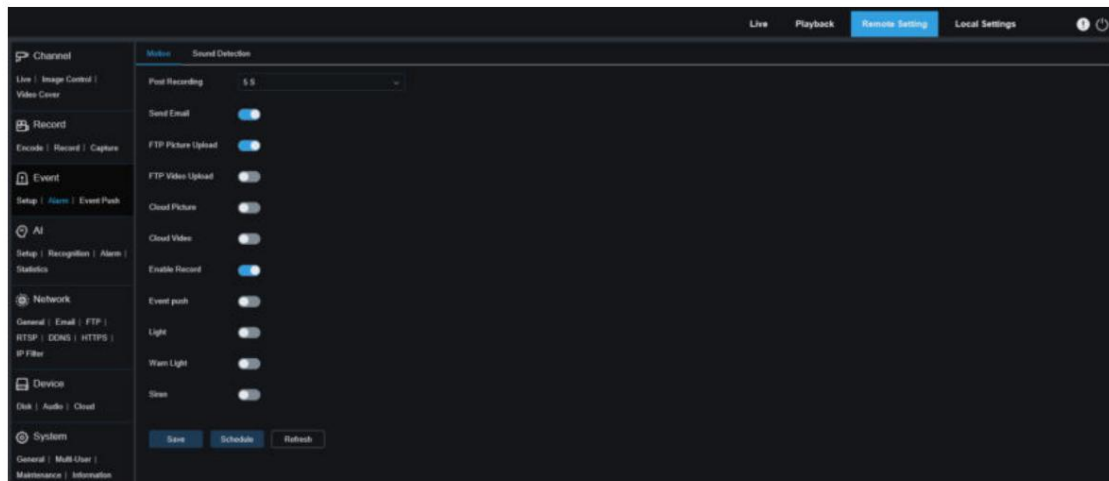 Live Playback Remote Setting Local Settings
Channel
Live | Image Control |
Video Cover
Record
Encode | Record | Capture
Event
Setup | Alarm | Event Push
AI
Setup | Recognition | Alarm |
Statistics
Network
General | Email | FTP |
RTSP | DDNS | HTTPS |
IP Filter
Device
Disk | Audio | Cloud
System
General | Multi-User |
Maintenance | Information
Motion Sound Detection
Post Recording 5 S
Send Email
FTP Picture Upload
FTP Video Upload
Cloud Picture
Cloud Video
Enable Record
Event push
Light
Warn Light
Siren
Save Schedule Refresh